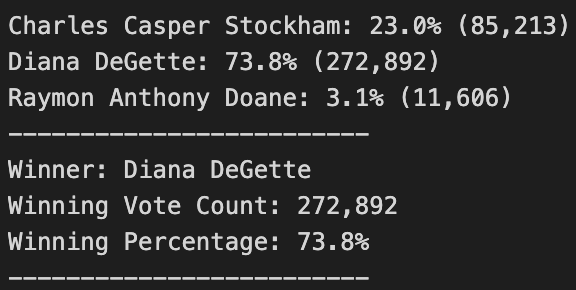 Charles Casper Stockham: 23.0% (85,213)
Diana DeGette: 73.8% (272,892)
Raymon Anthony Doane: 3.1% (11,606)
-------------------------
Winner: Diana DeGette
Winning Vote Count: 272,892
Winning Percentage: 73.8%
-------------------------